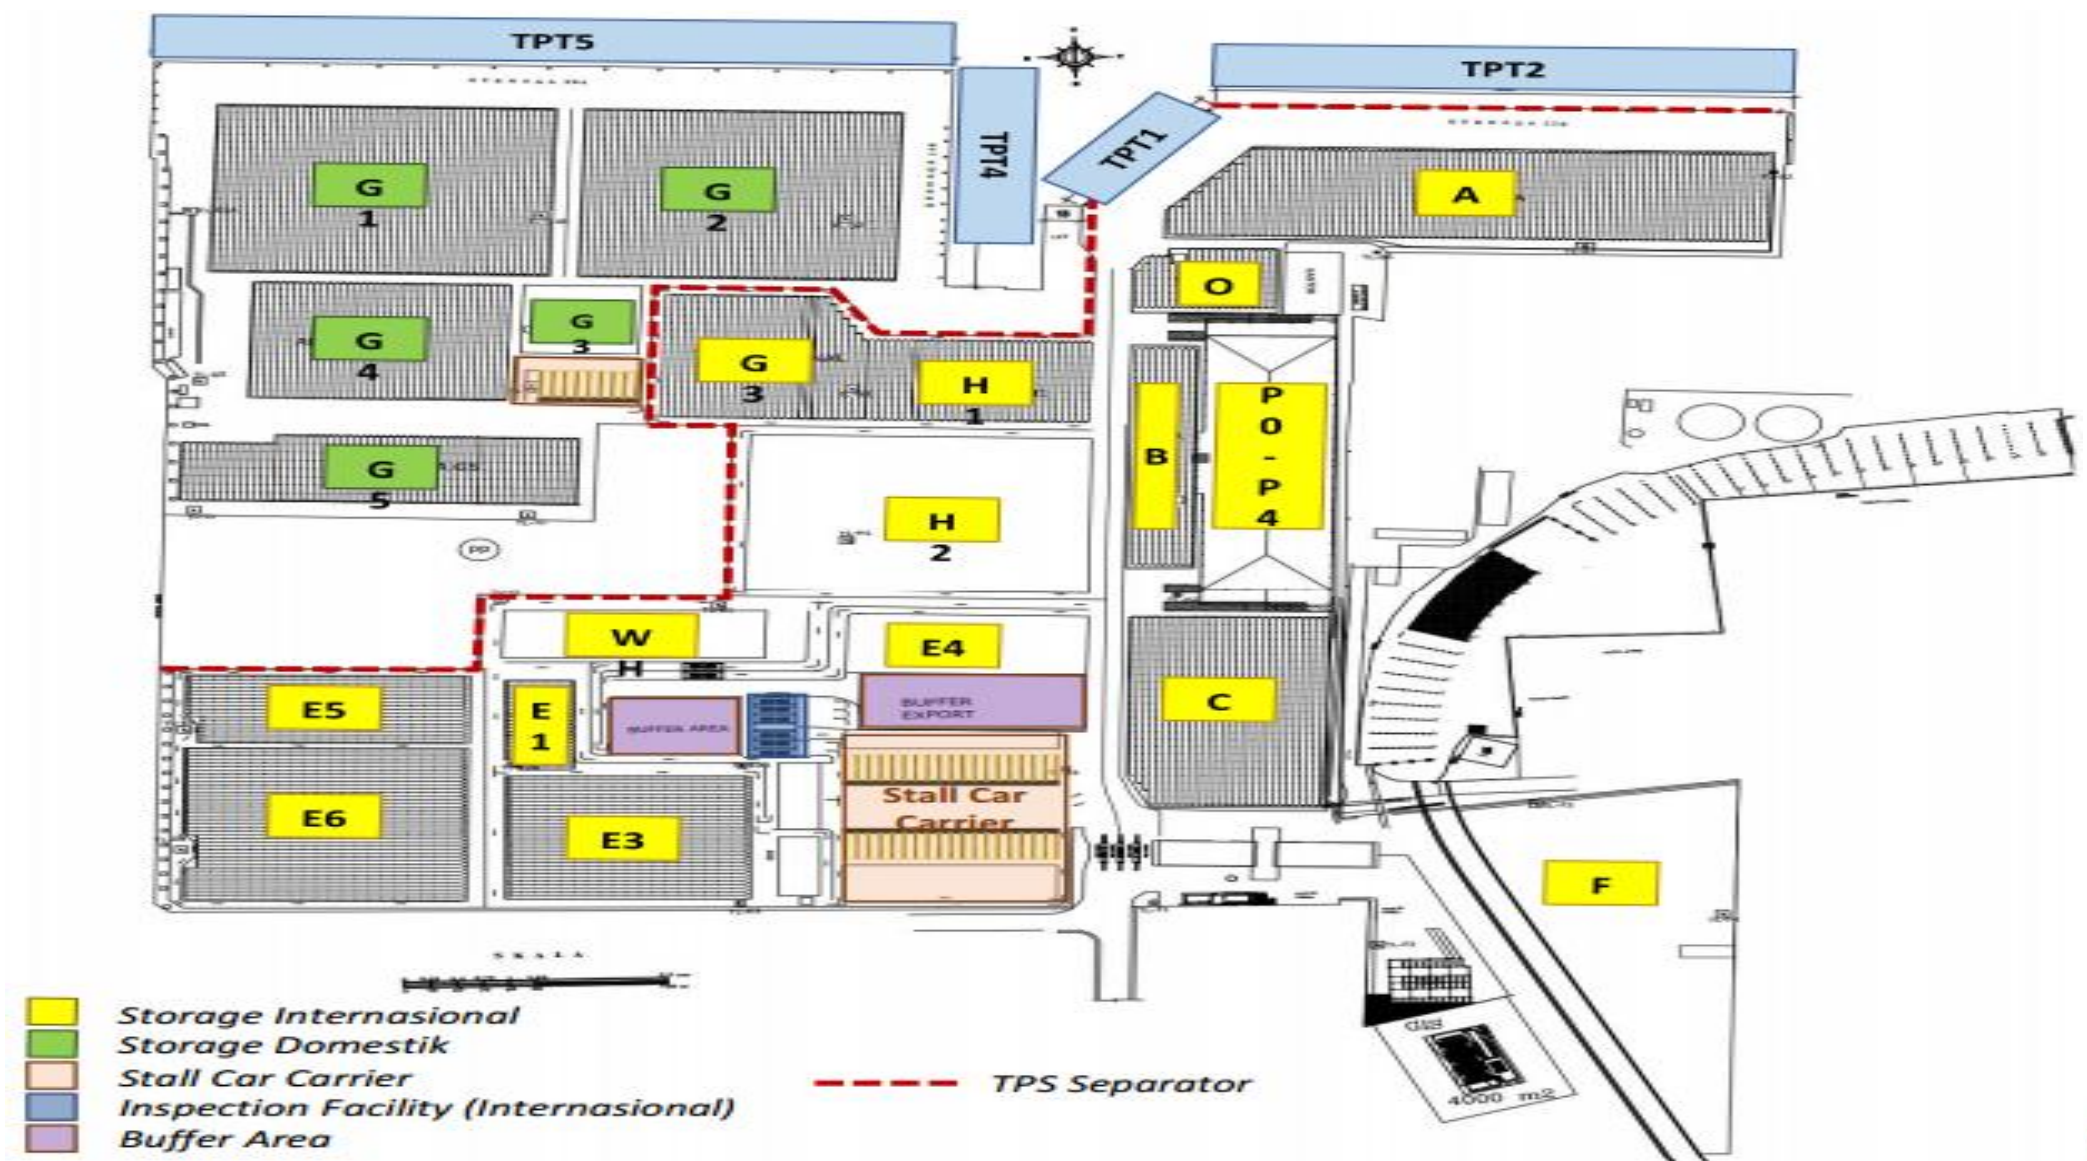 TPT5
TPT2
TPT4
TPT1
G
1
G
2
A
O
G
4
G
3
G
3
H
1
B
P
0
-
P
4
G
5
H
2
PP
W
H
E4
E5
E
1
BUFFER AREA
BUFFER
EXPORT
C
E6
E3
Stall Car
Carrier
F
SKALA
4000 m2
Storage Internasional
Storage Domestik
Stall Car Carrier
Inspection Facility (Internasional)
Buffer Area
TPS Separator